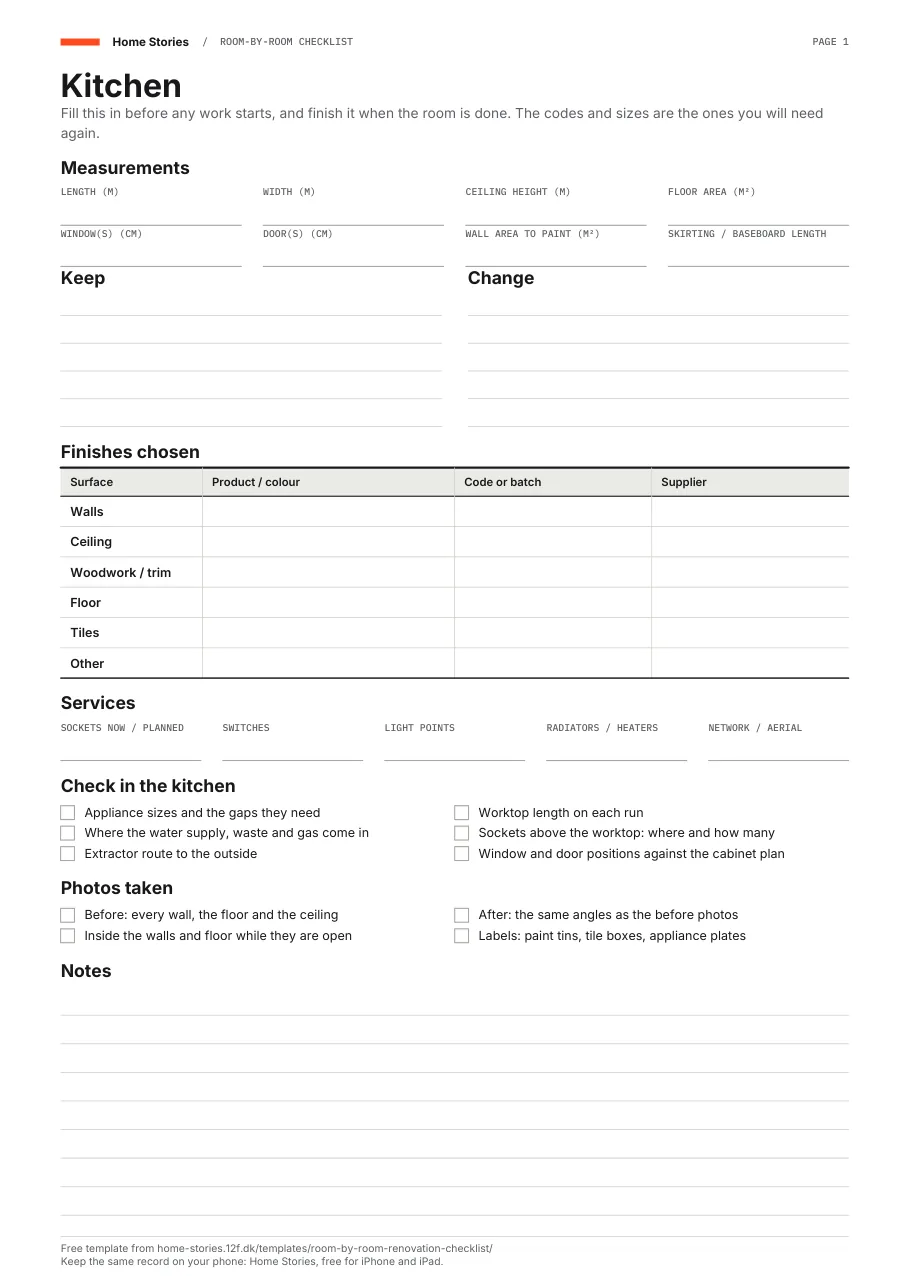 Home Stories / ROOM-BY-ROOM CHECKLIST PAGE 1
Kitchen
Fill this in before any work starts, and finish it when the room is done. The codes and sizes are the ones you will need
again.
Measurements
LENGTH (M) WIDTH (M) CEILING HEIGHT (M) FLOOR AREA (M²)
WINDOW(S) (CM) DOOR(S) (CM) WALL AREA TO PAINT (M²) SKIRTING / BASEBOARD LENGTH
Keep Change
Finishes chosen
Surface Product / colour Code or batch Supplier
Walls
Ceiling
Woodwork / trim
Floor
Tiles
Other
Services
SOCKETS NOW / PLANNED SWITCHES LIGHT POINTS RADIATORS / HEATERS NETWORK / AERIAL
Check in the kitchen
Appliance sizes and the gaps they need Worktop length on each run
Where the water supply, waste and gas come in Sockets above the worktop: where and how many
Extractor route to the outside Window and door positions against the cabinet plan
Photos taken
Before: every wall, the floor and the ceiling After: the same angles as the before photos
Inside the walls and floor while they are open Labels: paint tins, tile boxes, appliance plates
Notes
Free template from home-stories.12f.dk/templates/room-by-room-renovation-checklist/
Keep the same record on your phone: Home Stories, free for iPhone and iPad.